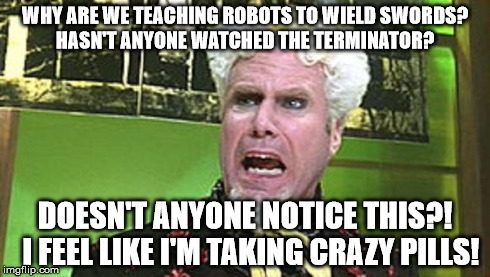 WHY ARE WE TEACHING ROBOTS TO WIELD SWORDS?
HASN'T ANYONE WATCHED THE TERMINATOR?
DOESN'T ANYONE NOTICE THIS?!
I FEEL LIKE I'M TAKING CRAZY PILLS!
imgflip.com